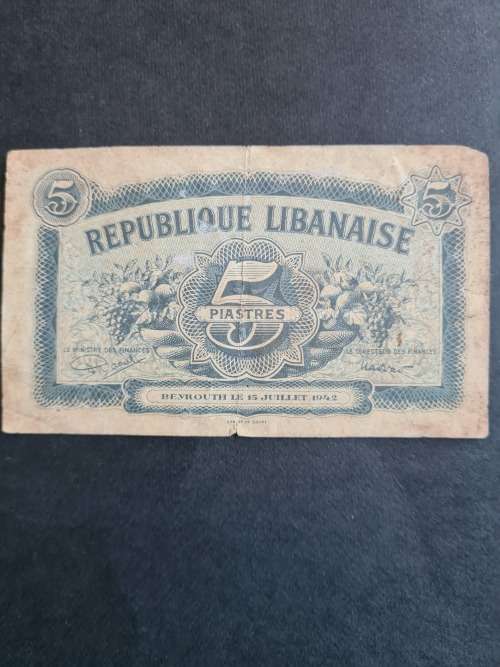 5 5
REPUBLIQUE LIBANAISE
5
PIASTRES
LE MINISTRE DES FINANCES LE DIRECTEUR DES FINANCES
BEYROUTH LE 15 JUILLET 1942